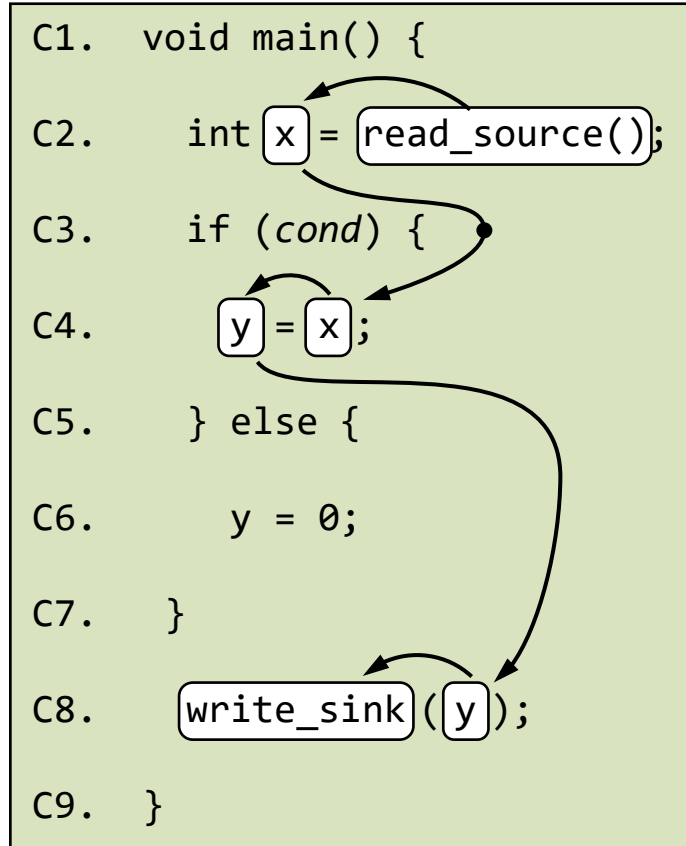 C1. void main() {
C2. int x = read_source();
C3. if (cond) {
C4. y = x;
C5. } else {
C6. y = 0;
C7. }
C8. write_sink(y);
C9. }